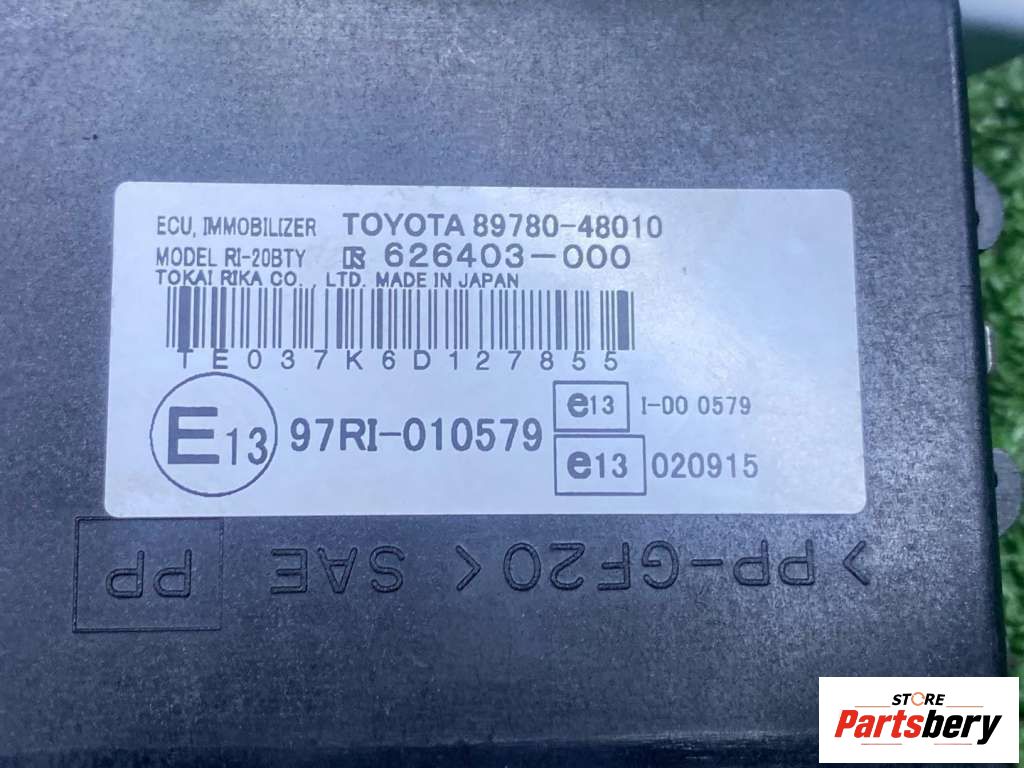 ECU, IMMOBILIZER TOYOTA 89780-48010
MODEL RI-20BTY R 626403-000
TOKAI RIKA CO., LTD. MADE IN JAPAN
TE037K6D127855
E13 97RI-010579
e13 I-00 0579
e13 020915
>PP-GF20< SAE PP
STORE
Partsbery